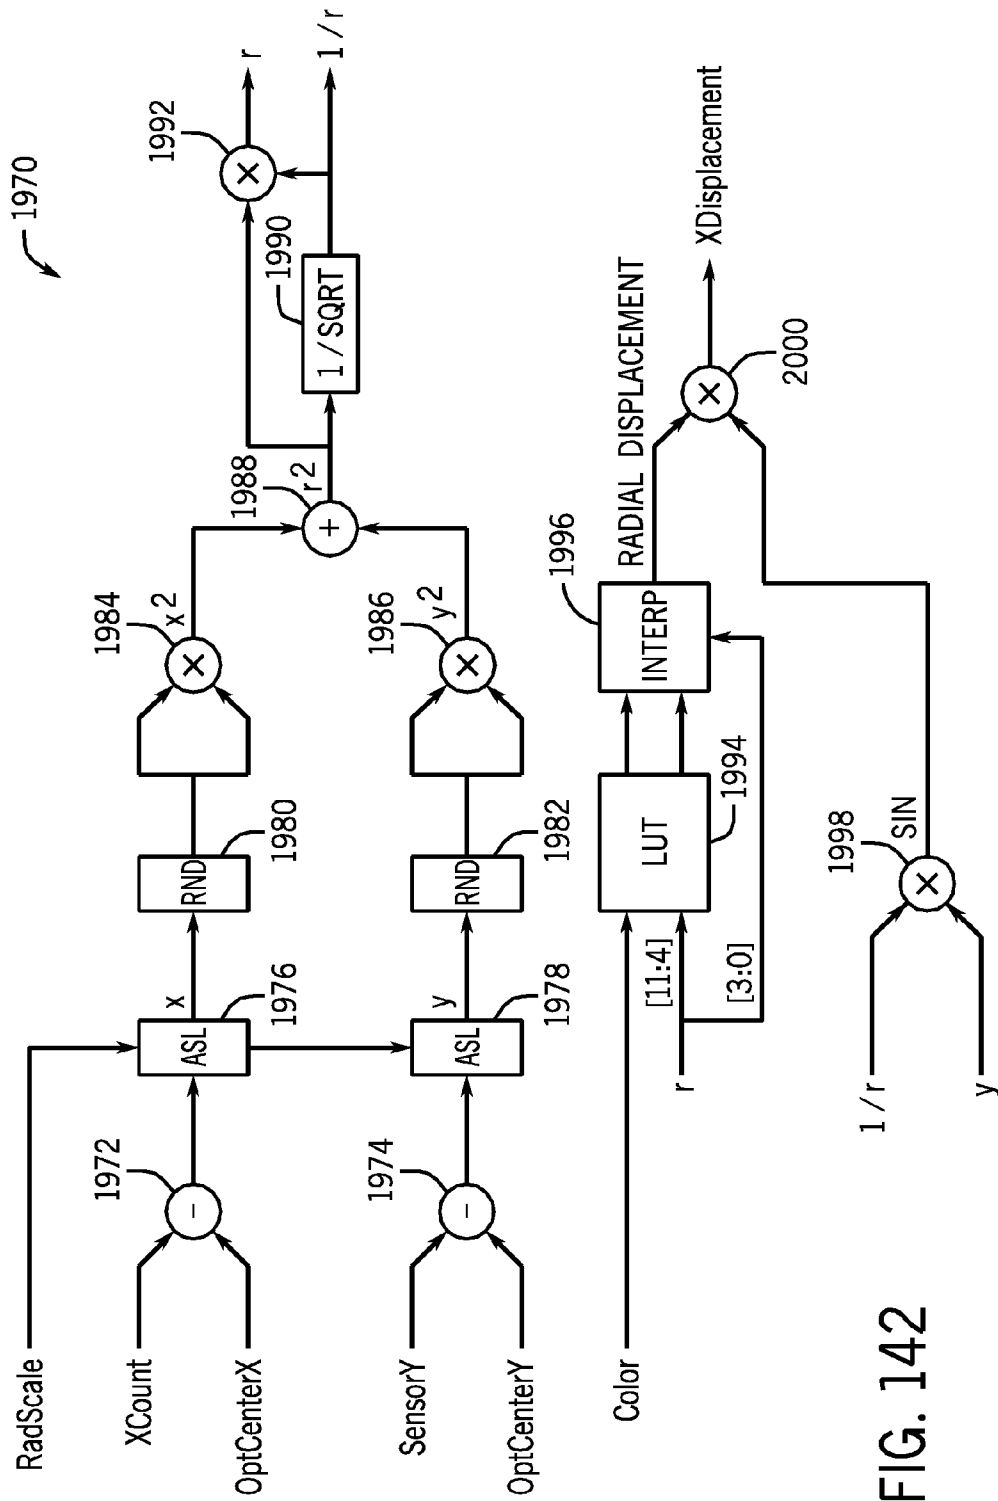 1970
RadScale
XCount
OptCenterX
1972
-
ASL
1976
x
RND
1980
1984
×
x2
SensorY
OptCenterY
1974
-
ASL
1978
y
RND
1982
1986
×
y2
1988
+
r2
1/SQRT
1990
1992
×
r
1/r
Color
r
[11:4]
[3:0]
LUT
1994
INTERP
1996
RADIAL DISPLACEMENT
1/r
y
1998
×
SIN
×
2000
XDisplacement
FIG. 142